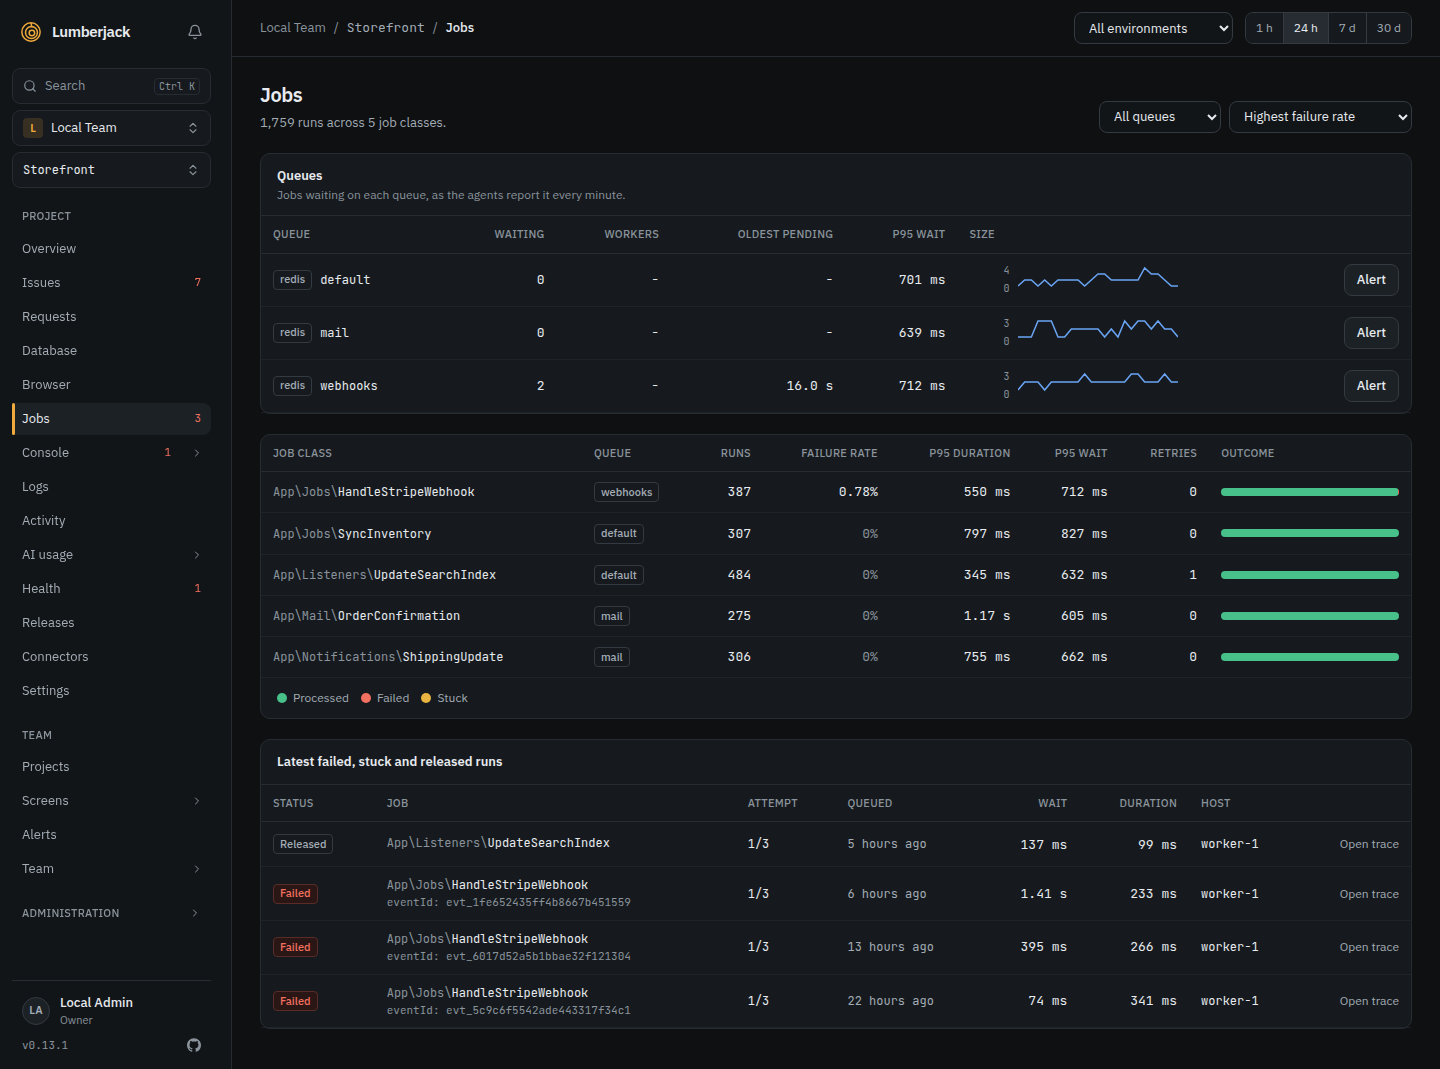 Lumberjack
Search Ctrl K
L Local Team
Storefront
PROJECT
Overview
Issues 7
Requests
Database
Browser
Jobs 3
Console 1
Logs
Activity
AI usage
Health 1
Releases
Connectors
Settings
TEAM
Projects
Screens
Alerts
Team
ADMINISTRATION
LA Local Admin
Owner
v0.13.1
Local Team / Storefront / Jobs
All environments 1 h 24 h 7 d 30 d
Jobs
1,759 runs across 5 job classes.
All queues Highest failure rate
Queues
Jobs waiting on each queue, as the agents report it every minute.
QUEUE WAITING WORKERS OLDEST PENDING P95 WAIT SIZE
redis default 0 - - 701 ms 4 0 Alert
redis mail 0 - - 639 ms 3 0 Alert
redis webhooks 2 - 16.0 s 712 ms 3 0 Alert
JOB CLASS QUEUE RUNS FAILURE RATE P95 DURATION P95 WAIT RETRIES OUTCOME
App\Jobs\HandleStripeWebhook webhooks 387 0.78% 550 ms 712 ms 0
App\Jobs\SyncInventory default 307 0% 797 ms 827 ms 0
App\Listeners\UpdateSearchIndex default 484 0% 345 ms 632 ms 1
App\Mail\OrderConfirmation mail 275 0% 1.17 s 605 ms 0
App\Notifications\ShippingUpdate mail 306 0% 755 ms 662 ms 0
Processed Failed Stuck
Latest failed, stuck and released runs
STATUS JOB ATTEMPT QUEUED WAIT DURATION HOST
Released App\Listeners\UpdateSearchIndex 1/3 5 hours ago 137 ms 99 ms worker-1 Open trace
Failed App\Jobs\HandleStripeWebhook 1/3 6 hours ago 1.41 s 233 ms worker-1 Open trace
eventId: evt_1fe652435ff4b8667b451559
Failed App\Jobs\HandleStripeWebhook 1/3 13 hours ago 395 ms 266 ms worker-1 Open trace
eventId: evt_6017d52a5b1bbae32f121304
Failed App\Jobs\HandleStripeWebhook 1/3 22 hours ago 74 ms 341 ms worker-1 Open trace
eventId: evt_5c9c6f5542ade443317f34c1